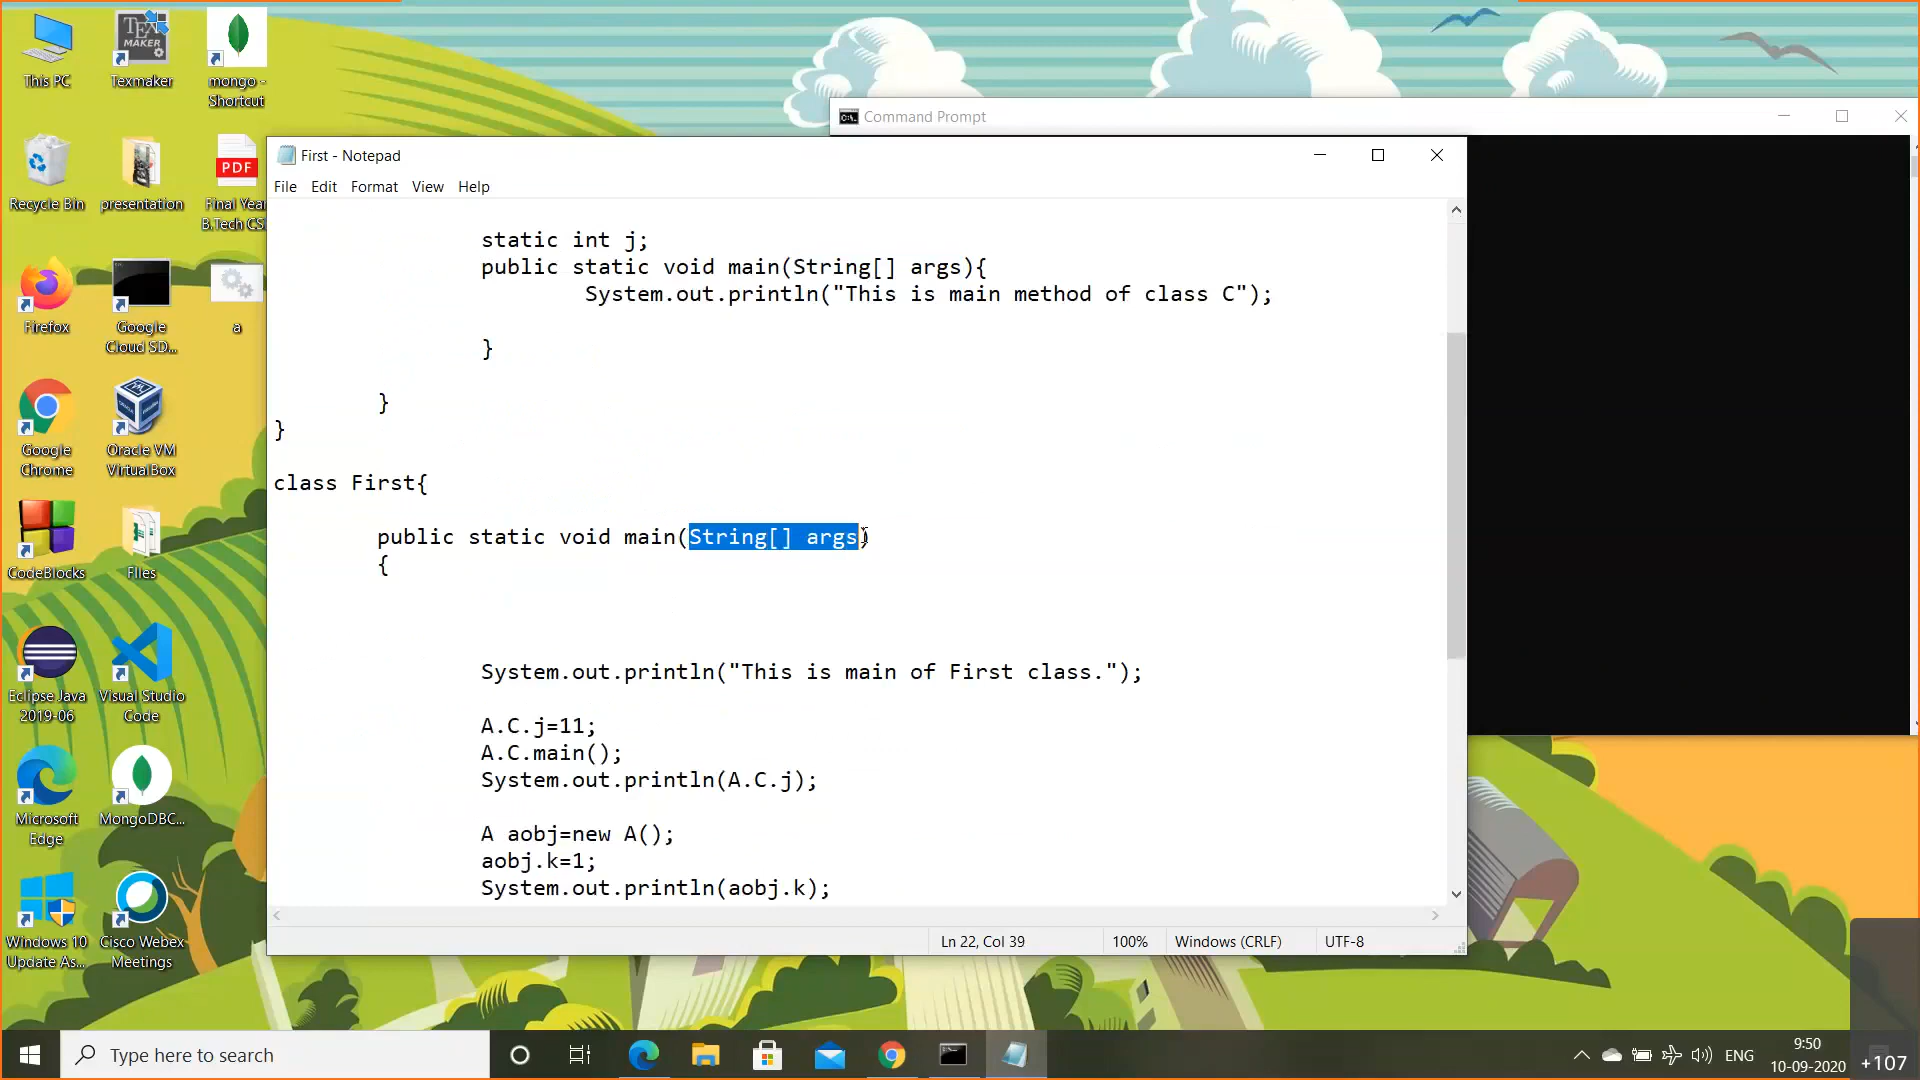 This PC
Texmaker
mongo - Shortcut
Recycle Bin
presentation
PDF
Final Year B.Tech CS
Firefox
Google Cloud SD...
a
Google Chrome
Oracle VM VirtualBox
CodeBlocks
FIles
Eclipse Java 2019-06
Visual Studio Code
Microsoft Edge
MongoDBC...
Windows 10 Update As...
Cisco Webex Meetings
Command Prompt
First - Notepad
File Edit Format View Help
static int j;
public static void main(String[] args){
System.out.println("This is main method of class C");
}
}
}
class First{
public static void main(String[] args)
{
System.out.println("This is main of First class.");
A.C.j=11;
A.C.main();
System.out.println(A.C.j);
A aobj=new A();
aobj.k=1;
System.out.println(aobj.k);
Ln 22, Col 39 100% Windows (CRLF) UTF-8
Type here to search
ENG
9:50
10-09-2020
+107